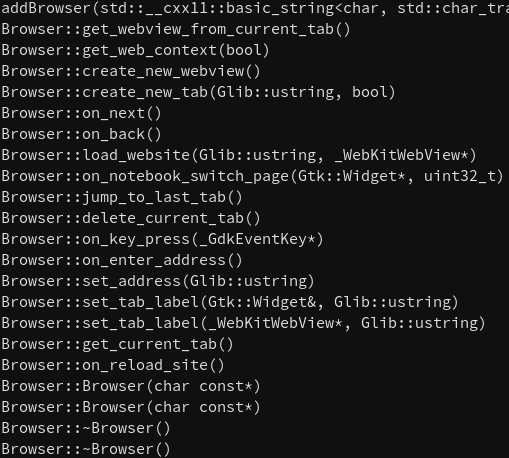 addBrowser(std::__cxx11::basic_string<char, std::char_tra
Browser::get_webview_from_current_tab()
Browser::get_web_context(bool)
Browser::create_new_webview()
Browser::create_new_tab(Glib::ustring, bool)
Browser::on_next()
Browser::on_back()
Browser::load_website(Glib::ustring, _WebKitWebView*)
Browser::on_notebook_switch_page(Gtk::Widget*, uint32_t)
Browser::jump_to_last_tab()
Browser::delete_current_tab()
Browser::on_key_press(_GdkEventKey*)
Browser::on_enter_address()
Browser::set_address(Glib::ustring)
Browser::set_tab_label(Gtk::Widget&, Glib::ustring)
Browser::set_tab_label(_WebKitWebView*, Glib::ustring)
Browser::get_current_tab()
Browser::on_reload_site()
Browser::Browser(char const*)
Browser::Browser(char const*)
Browser::~Browser()
Browser::~Browser()